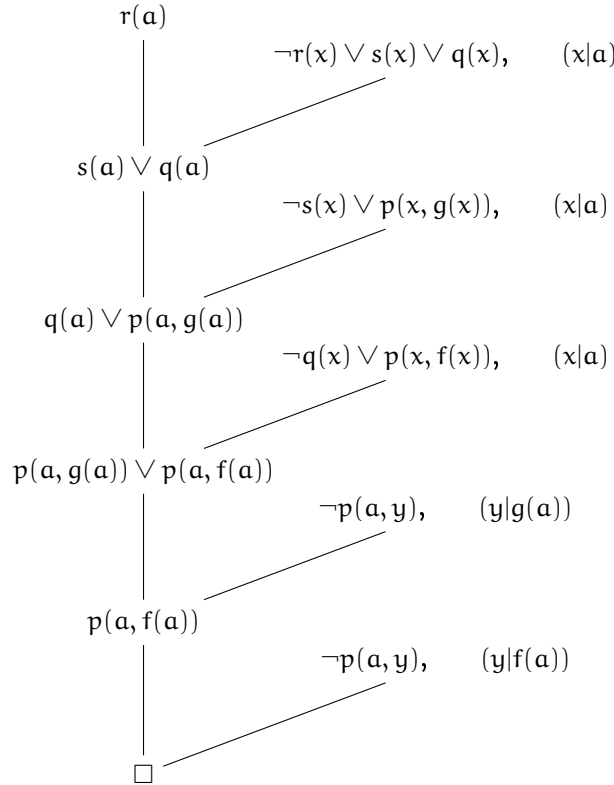 r(a)
¬r(x) ∨ s(x) ∨ q(x), (x|a)
s(a) ∨ q(a)
¬s(x) ∨ p(x, g(x)), (x|a)
q(a) ∨ p(a, g(a))
¬q(x) ∨ p(x, f(x)), (x|a)
p(a, g(a)) ∨ p(a, f(a))
¬p(a, y), (y|g(a))
p(a, f(a))
¬p(a, y), (y|f(a))
□